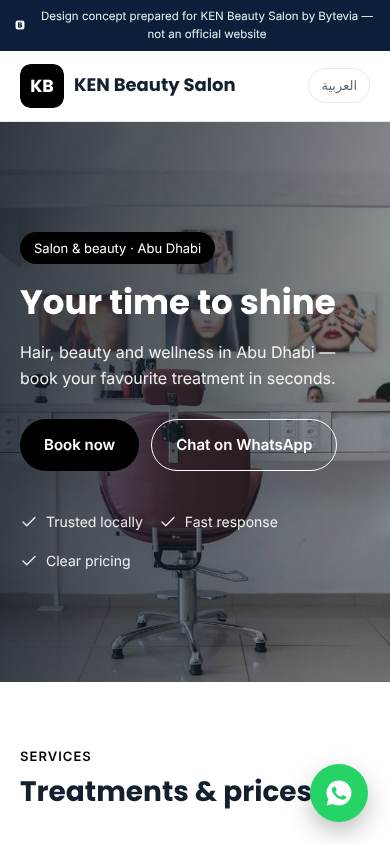 Design concept prepared for KEN Beauty Salon by Bytevia —
not an official website
KB
KEN Beauty Salon
العربية
Salon & beauty · Abu Dhabi
Your time to shine
Hair, beauty and wellness in Abu Dhabi —
book your favourite treatment in seconds.
Book now
Chat on WhatsApp
Trusted locally
Fast response
Clear pricing
SERVICES
Treatments & prices